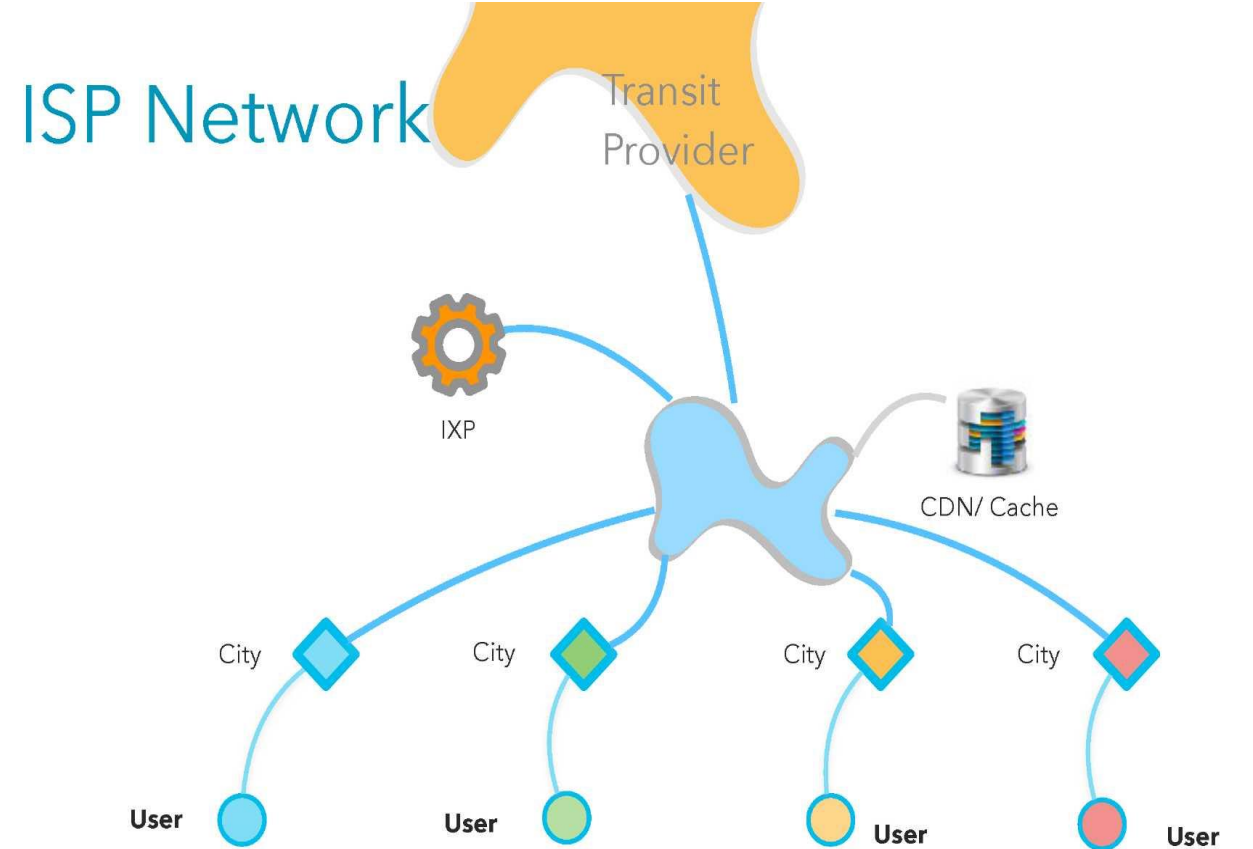 ISP Network
Transit
Provider
IXP
CDN/ Cache
City
City
City
City
User
User
User
User